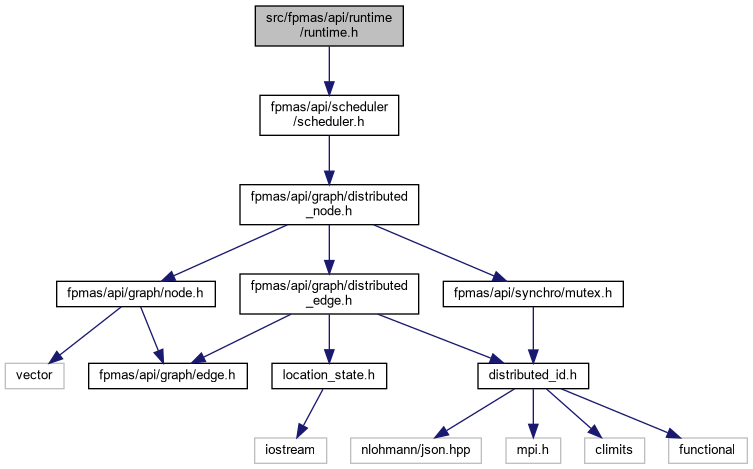 src/fpmas/api/runtime
/runtime.h
fpmas/api/scheduler
/scheduler.h
fpmas/api/graph/distributed
_node.h
fpmas/api/graph/node.h
fpmas/api/graph/distributed
_edge.h
fpmas/api/synchro/mutex.h
vector
fpmas/api/graph/edge.h
location_state.h
distributed_id.h
iostream
nlohmann/json.hpp
mpi.h
climits
functional